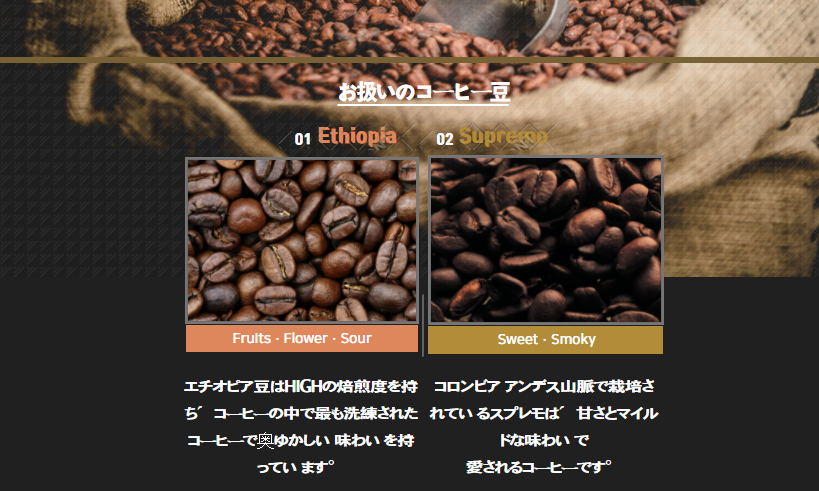 お扱いのコーヒー豆
01 Ethiopia
02 Supremo
Fruits · Flower · Sour
Sweet · Smoky
エチオピア豆はHIGHの焙煎度を持
ち、コーヒーの中で最も洗練された
コーヒーで奥ゆかしい 味わい を持
ってい ます。
コロンビア アンデス山脈で栽培さ
れてい るスプレモは、甘さとマイル
ドな味わい で
愛されるコーヒーです。